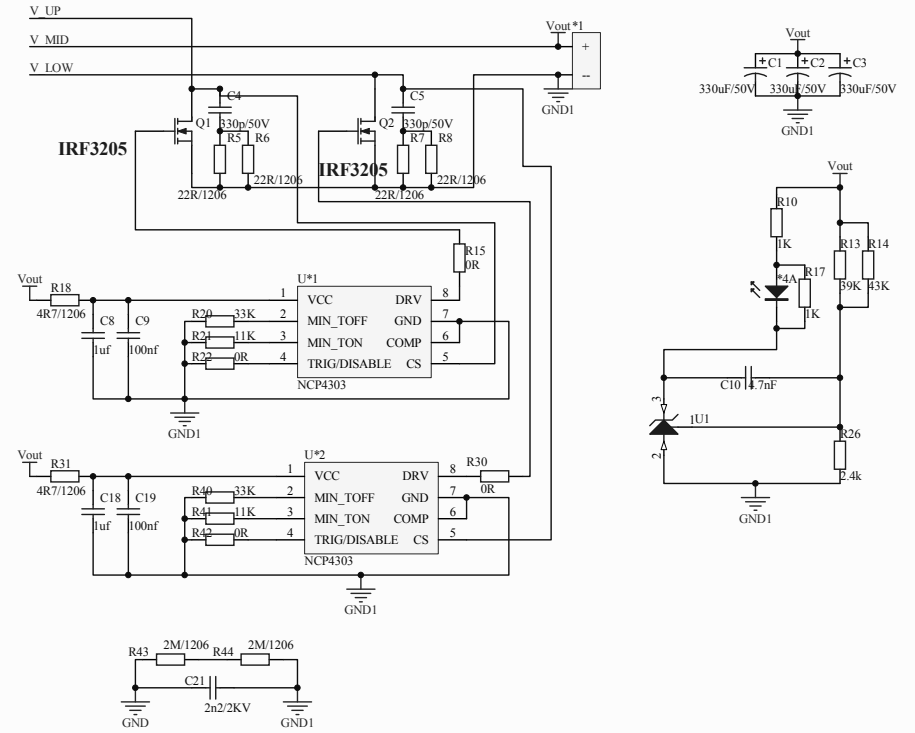 V_UP
V_MID
V_LOW
Vout *1
+
--
GND1
C4
330p/50V
Q1
R5
R6
IRF3205
22R/1206
22R/1206
C5
330p/50V
Q2
R7
R8
IRF3205
22R/1206
22R/1206
Vout
+C1
+C2
+C3
330uF/50V
330uF/50V
330uF/50V
GND1
R15
0R
Vout
R18
4R7/1206
C8
1uf
C9
100nf
R20
33K
R21
11K
R22
0R
GND1
U*1
1 VCC DRV 8
2 MIN_TOFF GND 7
3 MIN_TON COMP 6
4 TRIG/DISABLE CS 5
NCP4303
Vout
R31
4R7/1206
C18
1uf
C19
100nf
R40
33K
R41
11K
R42
0R
U*2
1 VCC DRV 8
2 MIN_TOFF GND 7
3 MIN_TON COMP 6
4 TRIG/DISABLE CS 5
NCP4303
R30
0R
GND1
Vout
R10
1K
R13
39K
R14
43K
*4A
R17
1K
C10
4.7nF
3
1
U1
2
R26
2.4k
GND1
R43
2M/1206
R44
2M/1206
C21
2n2/2KV
GND
GND1